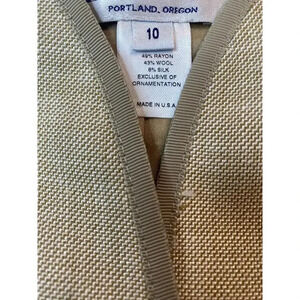 PORTLAND, OREGON
10
49% RAYON
43% WOOL
8% SILK
EXCLUSIVE OF
ORNAMENTATION
MADE IN U.S.A.